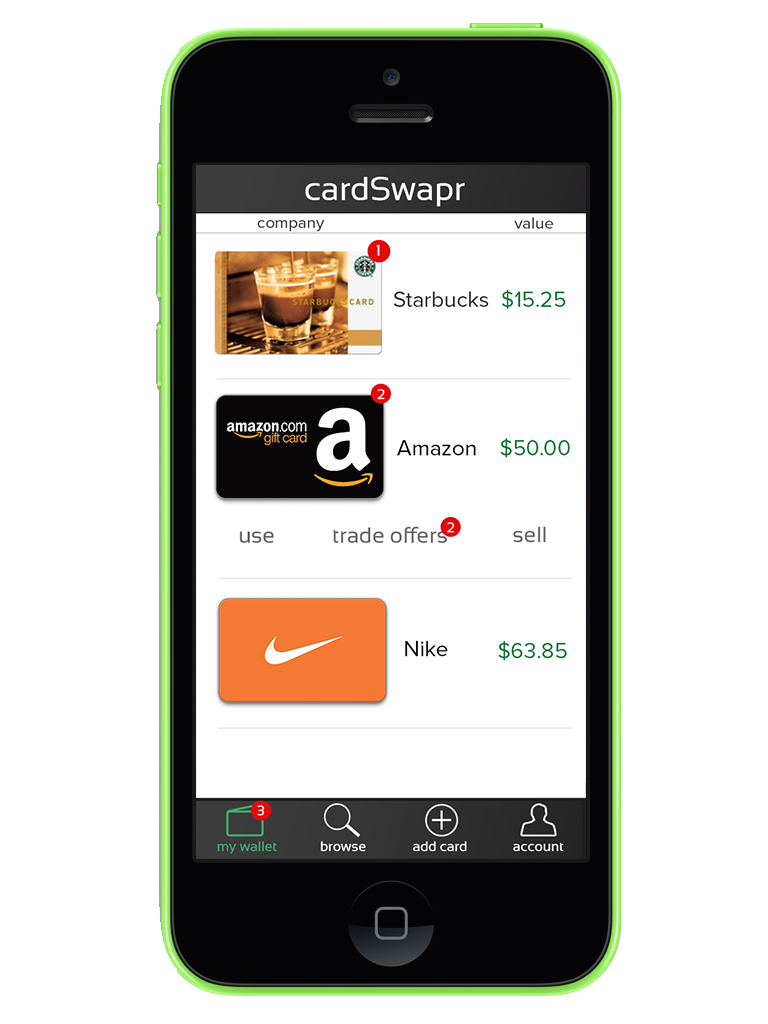 cardSwapr
company value
1
STARBUCKS CARD
Starbucks $15.25
2
amazon.com
gift card
a
Amazon $50.00
use trade offers 2 sell
Nike $63.85
3
my wallet browse add card account